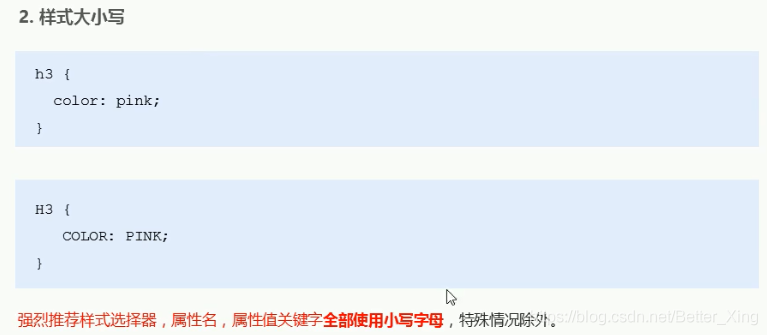 2. 样式大小写
h3 {
color: pink;
}
H3 {
COLOR: PINK;
}
强烈推荐样式选择器，属性名，属性值关键字全部使用小写字母，特殊情况除外。
https://blog.csdn.net/Better_Xing